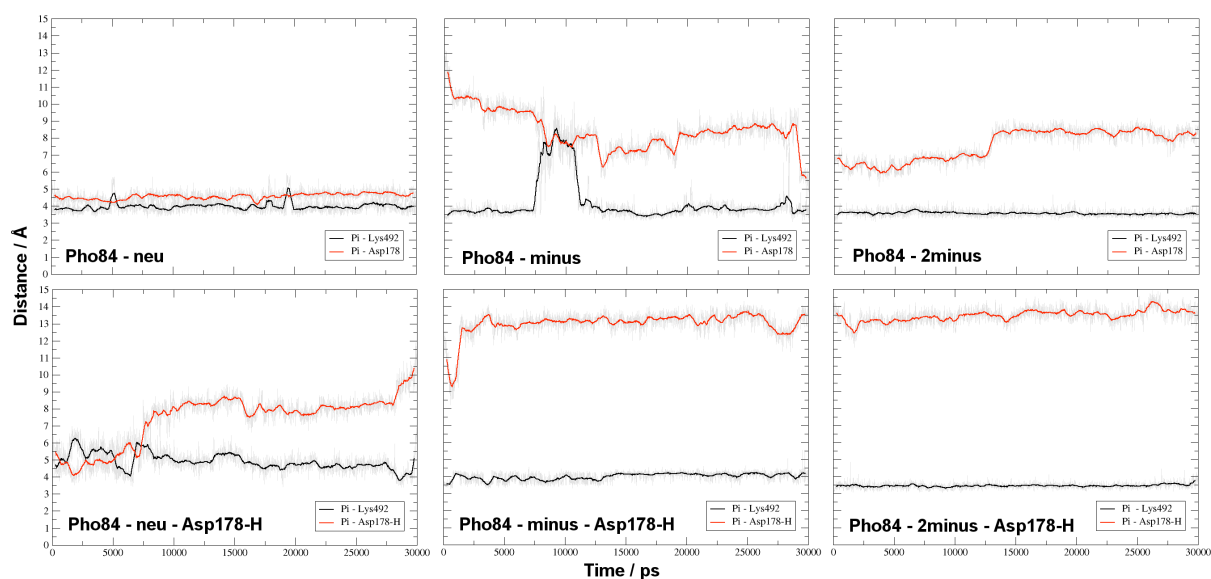 15
14
13
12
11
10
9
8
7
6
5
4
3
2
1
0
Pi - Lys492
Pi - Asp178
Pho84 - neu
Pi - Lys492
Pi - Asp178
Pho84 - minus
Pi - Lys492
Pi - Asp178
Pho84 - 2minus
Distance / Å
15
14
13
12
11
10
9
8
7
6
5
4
3
2
1
0
Pi - Lys492
Pi - Asp178-H
Pho84 - neu - Asp178-H
Pi - Lys492
Pi - Asp178-H
Pho84 - minus - Asp178-H
Pi - Lys492
Pi - Asp178-H
Pho84 - 2minus - Asp178-H
0 5000 10000 15000 20000 25000 30000
0 5000 10000 15000 20000 25000 30000
0 5000 10000 15000 20000 25000 30000
Time / ps